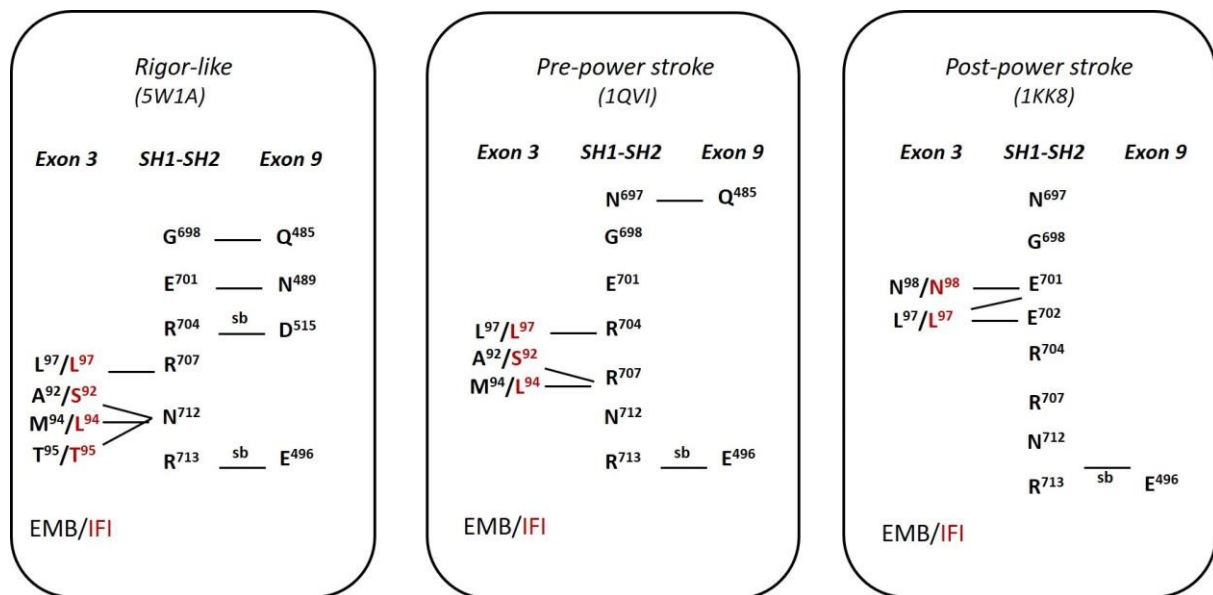 Rigor-like
(5W1A)
Exon 3 SH1-SH2 Exon 9
G698 Q485
E701 N489
R704 sb D515
L97/L97 R707
A92/S92
M94/L94 N712
T95/T95
R713 sb E496
EMB/IFI
Pre-power stroke
(1QVI)
Exon 3 SH1-SH2 Exon 9
N697 Q485
G698
E701
L97/L97 R704
A92/S92
M94/L94 R707
N712
R713 sb E496
EMB/IFI
Post-power stroke
(1KK8)
Exon 3 SH1-SH2 Exon 9
N697
G698
N98/N98 E701
L97/L97 E702
R704
R707
N712
R713 sb E496
EMB/IFI